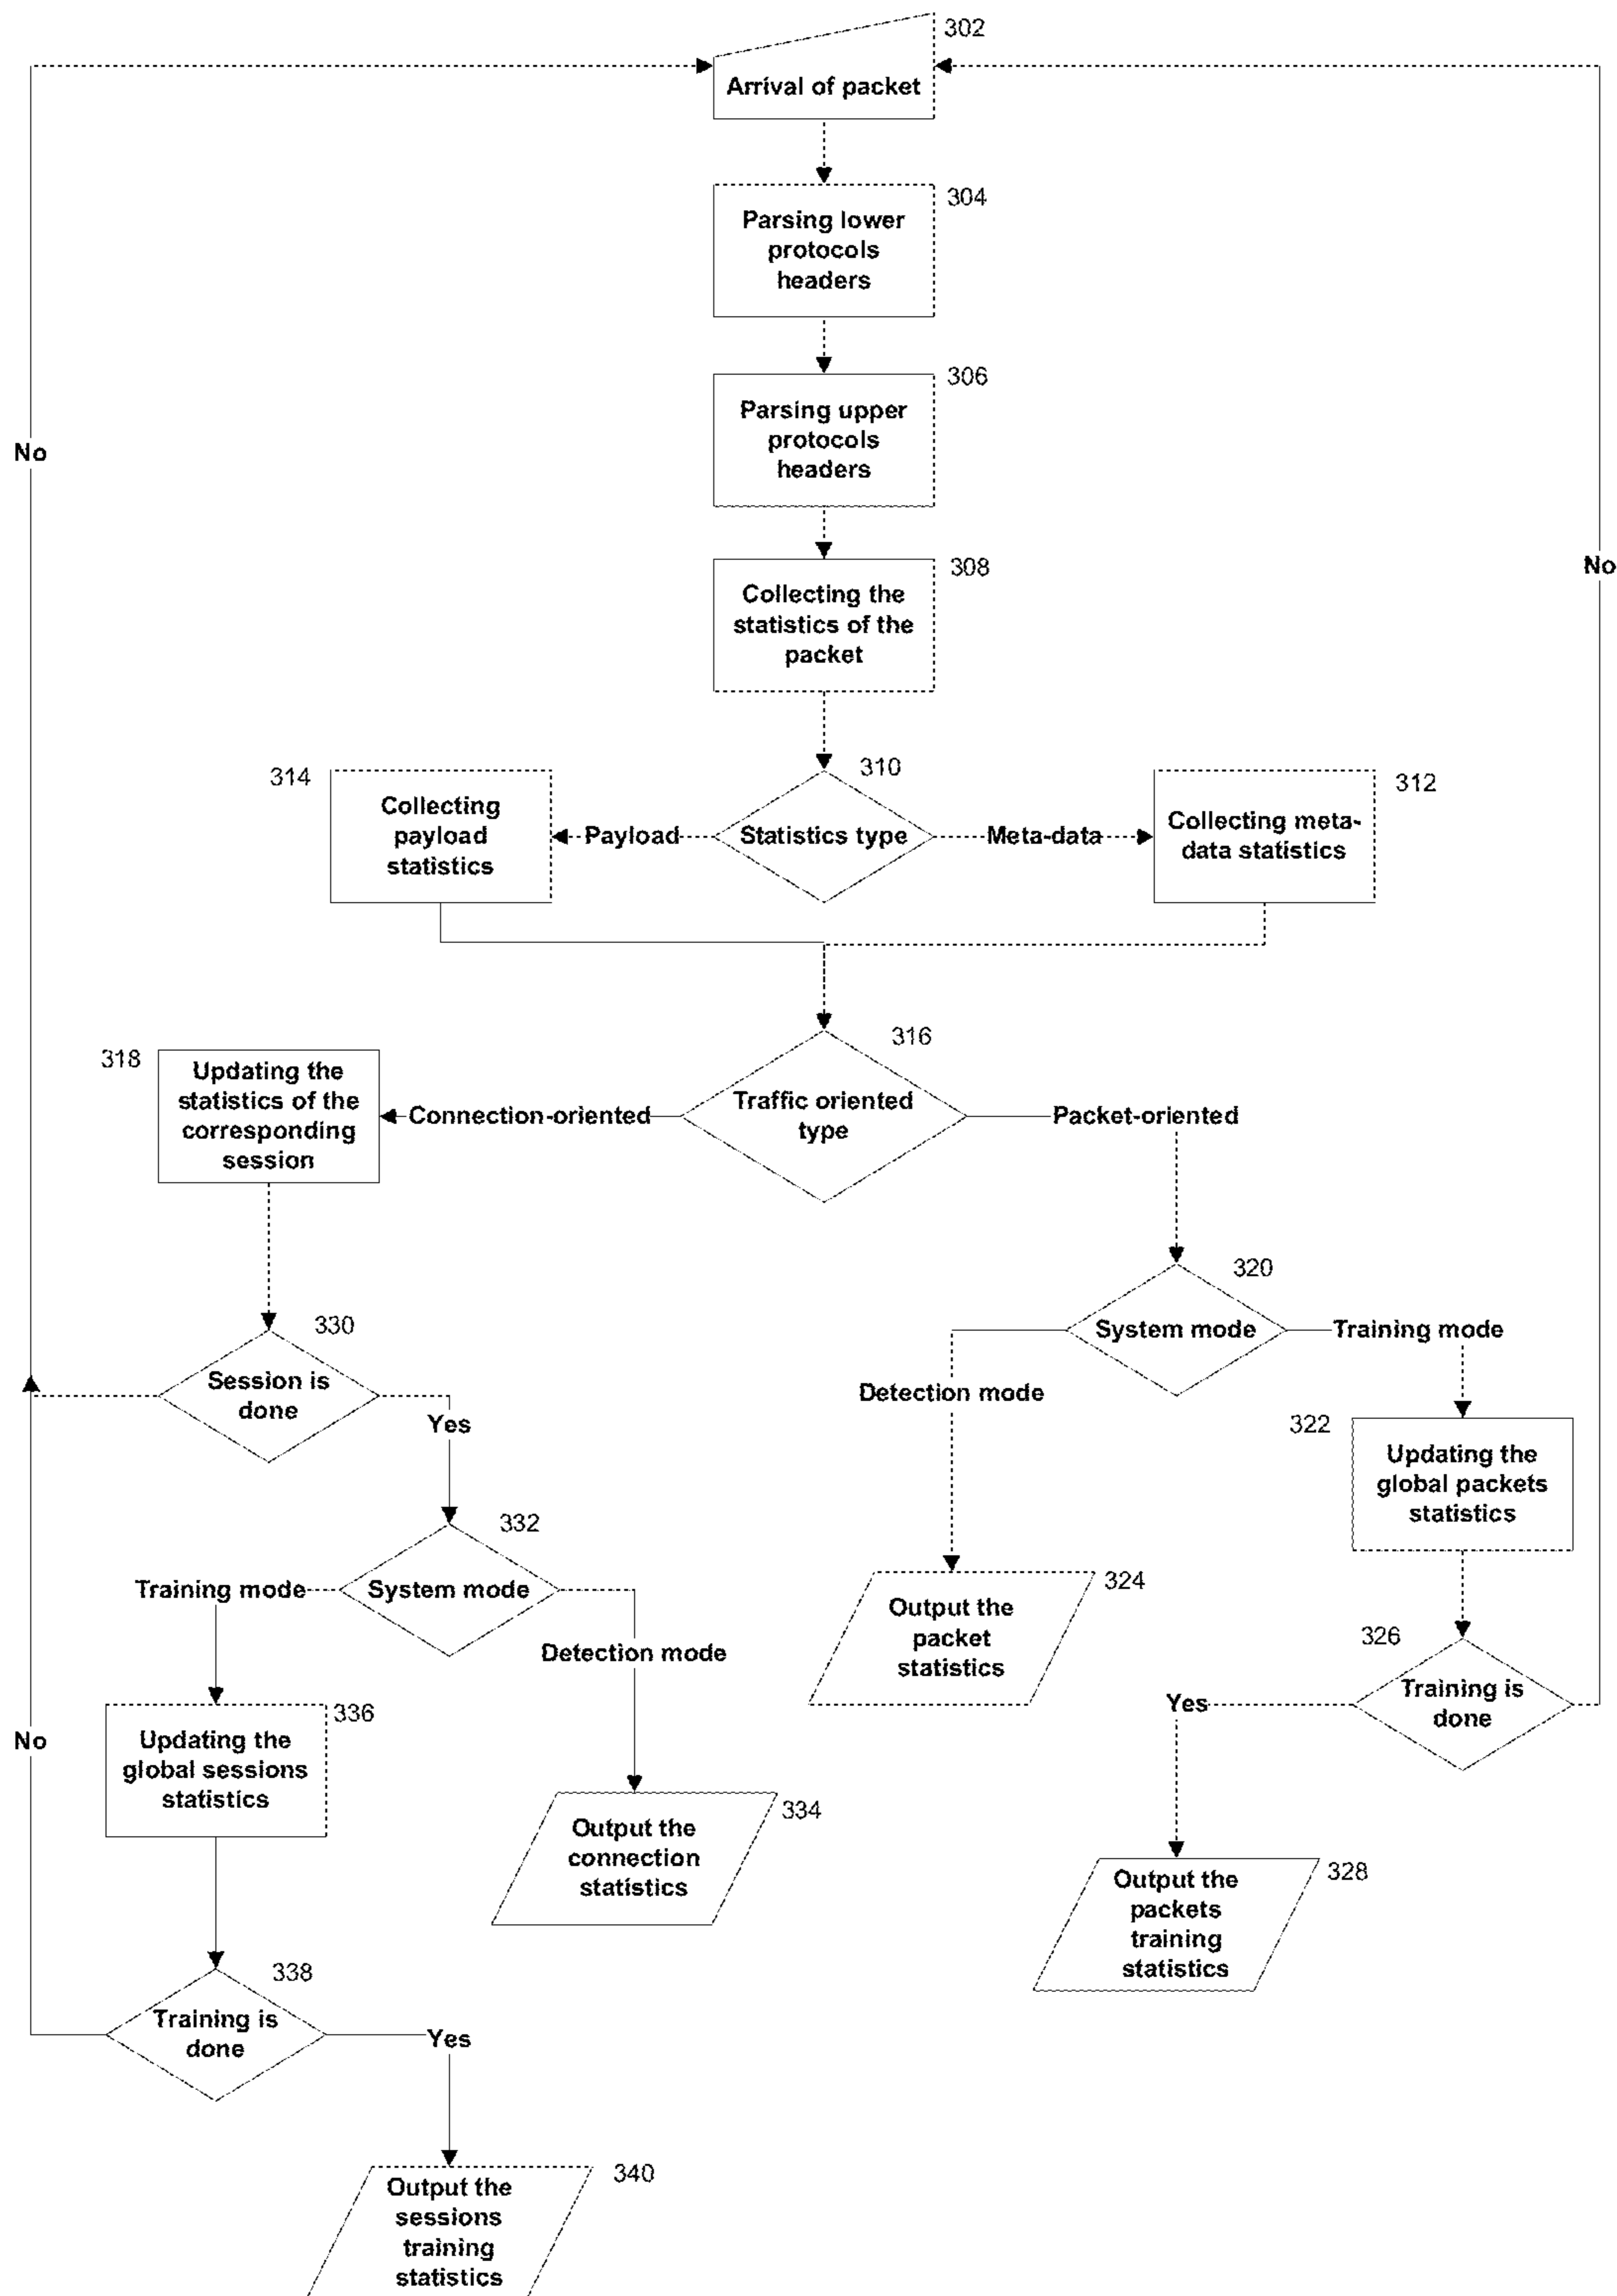 302
Arrival of packet
304
Parsing lower
protocols
headers
306
Parsing upper
protocols
headers
No
308
No
Collecting the
statistics of the
packet
310
314
312
Collecting
payload
statistics
Payload
Statistics type
Meta-data
Collecting meta-
data statistics
316
318
Updating the
statistics of the
corresponding
session
Connection-oriented
Traffic oriented
type
Packet-oriented
320
330
System mode
Training mode
Session is
done
Detection mode
Yes
322
Updating the
global packets
statistics
332
Training mode
System mode
324
Output the
packet
statistics
326
Detection mode
Training is
done
Yes
336
No
Updating the
global sessions
statistics
334
Output the
connection
statistics
328
Output the
packets
training
statistics
338
Training is
done
Yes
340
Output the
sessions
training
statistics